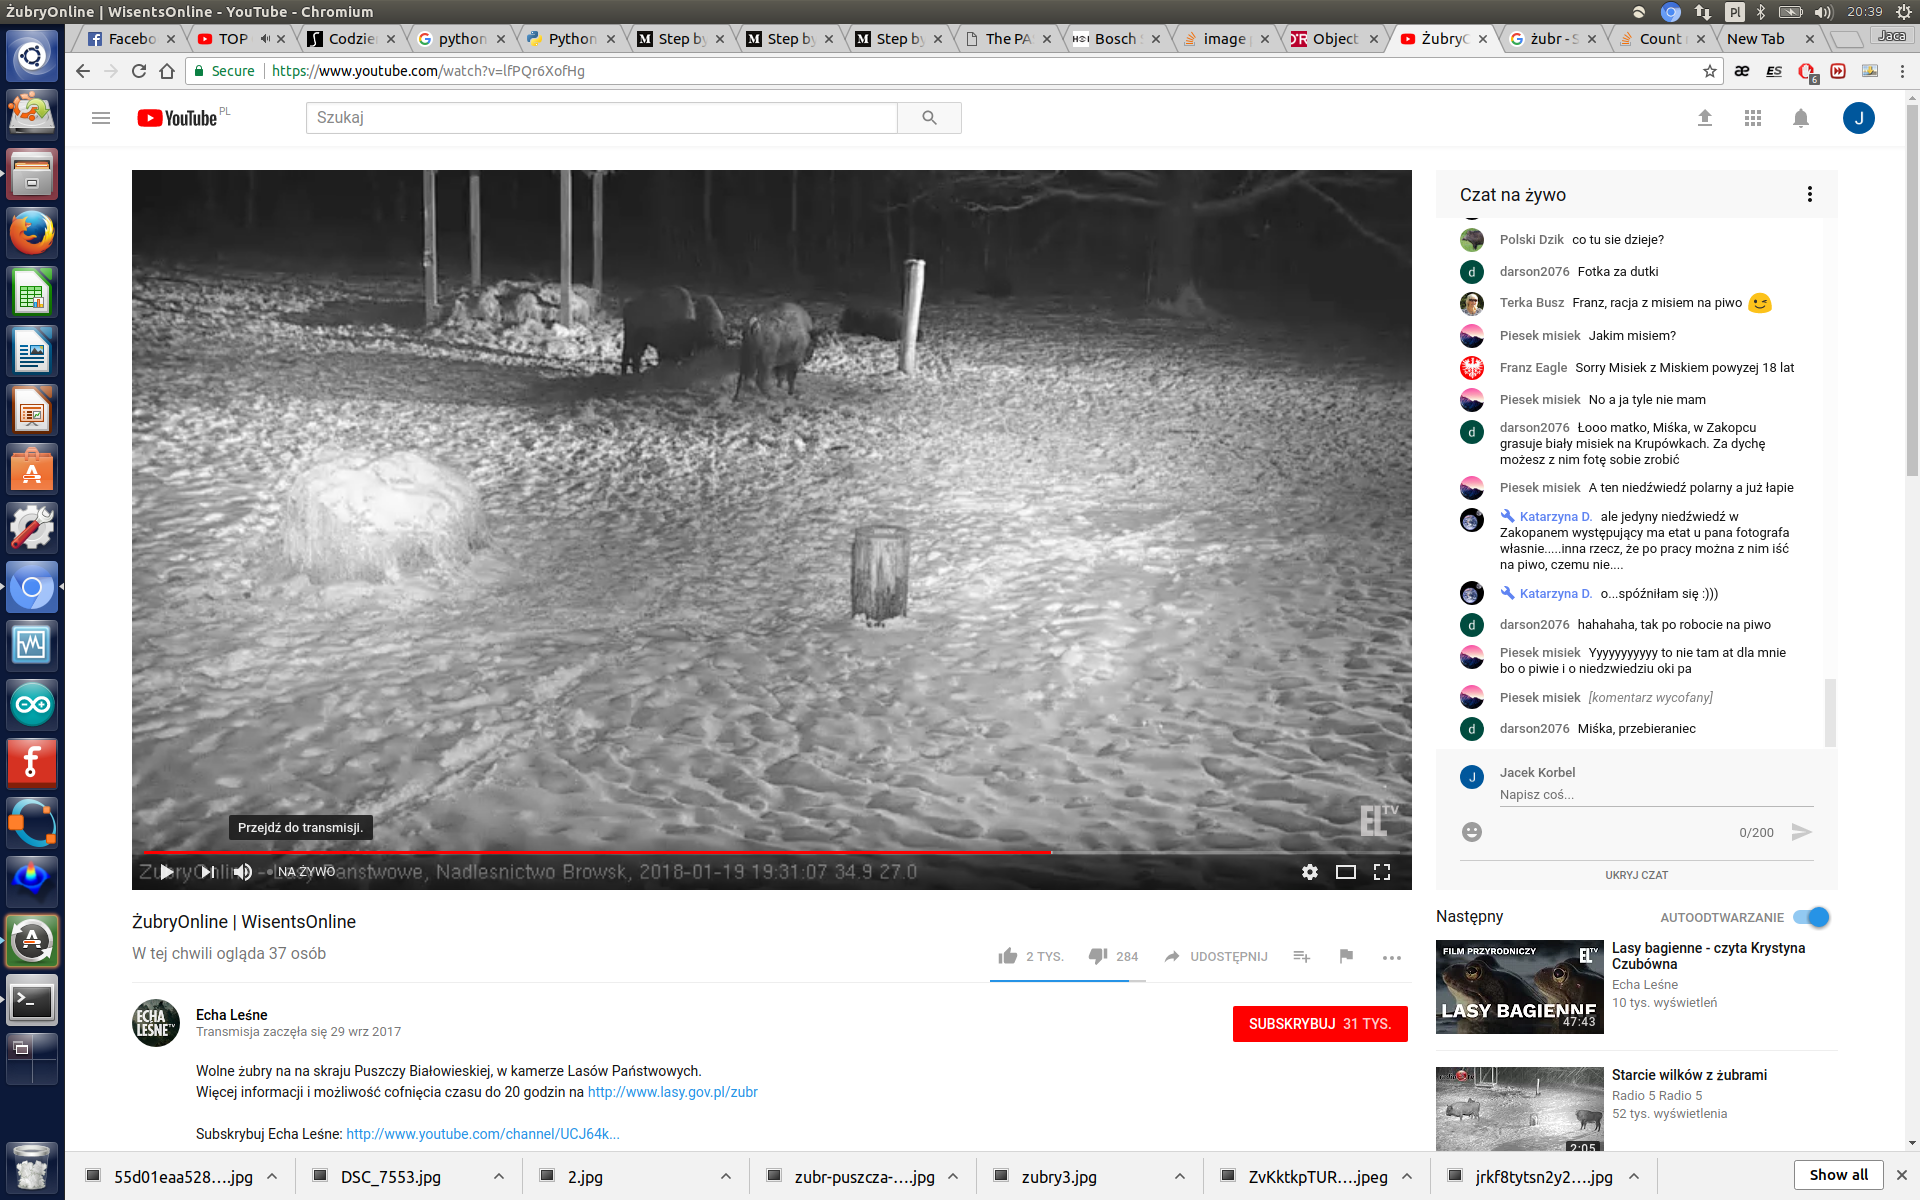 ŻubryOnline | WisentsOnline - YouTube - Chromium
Pl
20:39
Facebo
TOP
Codzie
python
Python
Step by
Step by
Step by
The PA
Bosch
image
Object
ŻubryO
żubr - S
Count
New Tab
Jaca
Secure
https://www.youtube.com/watch?v=lfPQr6XofHg
æ
ES
6
YouTube PL
Szukaj
J
Czat na żywo
Polski Dzik co tu sie dzieje?
d darson2076 Fotka za dutki
Terka Busz Franz, racja z misiem na piwo
Piesek misiek Jakim misiem?
Franz Eagle Sorry Misiek z Miskiem powyzej 18 lat
Piesek misiek No a ja tyle nie mam
d darson2076 Łooo matko, Miśka, w Zakopcu
grasuje biały misiek na Krupówkach. Za dychę
możesz z nim fotę sobie zrobić
Piesek misiek A ten niedźwiedź polarny a już łapie
Katarzyna D. ale jedyny niedźwiedź w
Zakopanem występujący ma etat u pana fotografa
własnie.....inna rzecz, że po pracy można z nim iść
na piwo, czemu nie....
Katarzyna D. o...spóźniłam się :)))
d darson2076 hahahaha, tak po robocie na piwo
Piesek misiek Yyyyyyyyyyy to nie tam at dla mnie
bo o piwie i o niedzwiedziu oki pa
Piesek misiek [komentarz wycofany]
d darson2076 Miśka, przebieraniec
J Jacek Korbel
Napisz coś...
0/200
UKRYJ CZAT
ELTV
Przejdź do transmisji.
ZubryOnline - Lasy Panstwowe, Nadlesnictwo Browsk, 2018-01-19 19:31:07 34.9 27.0
NA ŻYWO
ŻubryOnline | WisentsOnline
W tej chwili ogląda 37 osób
2 TYS.
284
UDOSTĘPNIJ
ECHA
LEŚNE TV
Echa Leśne
Transmisja zaczęła się 29 wrz 2017
SUBSKRYBUJ 31 TYS.
Wolne żubry na na skraju Puszczy Białowieskiej, w kamerze Lasów Państwowych.
Więcej informacji i możliwość cofnięcia czasu do 20 godzin na http://www.lasy.gov.pl/zubr
Subskrybuj Echa Leśne: http://www.youtube.com/channel/UCJ64k...
Następny
AUTOODTWARZANIE
FILM PRZYRODNICZY
ELTV
LASY BAGIENNE
47:43
Lasy bagienne - czyta Krystyna
Czubówna
Echa Leśne
10 tys. wyświetleń
2:05
Starcie wilków z żubrami
Radio 5 Radio 5
52 tys. wyświetlenia
55d01eaa528....jpg
DSC_7553.jpg
2.jpg
zubr-puszcza-....jpg
zubry3.jpg
ZvKktkpTUR....jpeg
jrkf8tytsn2y2....jpg
Show all